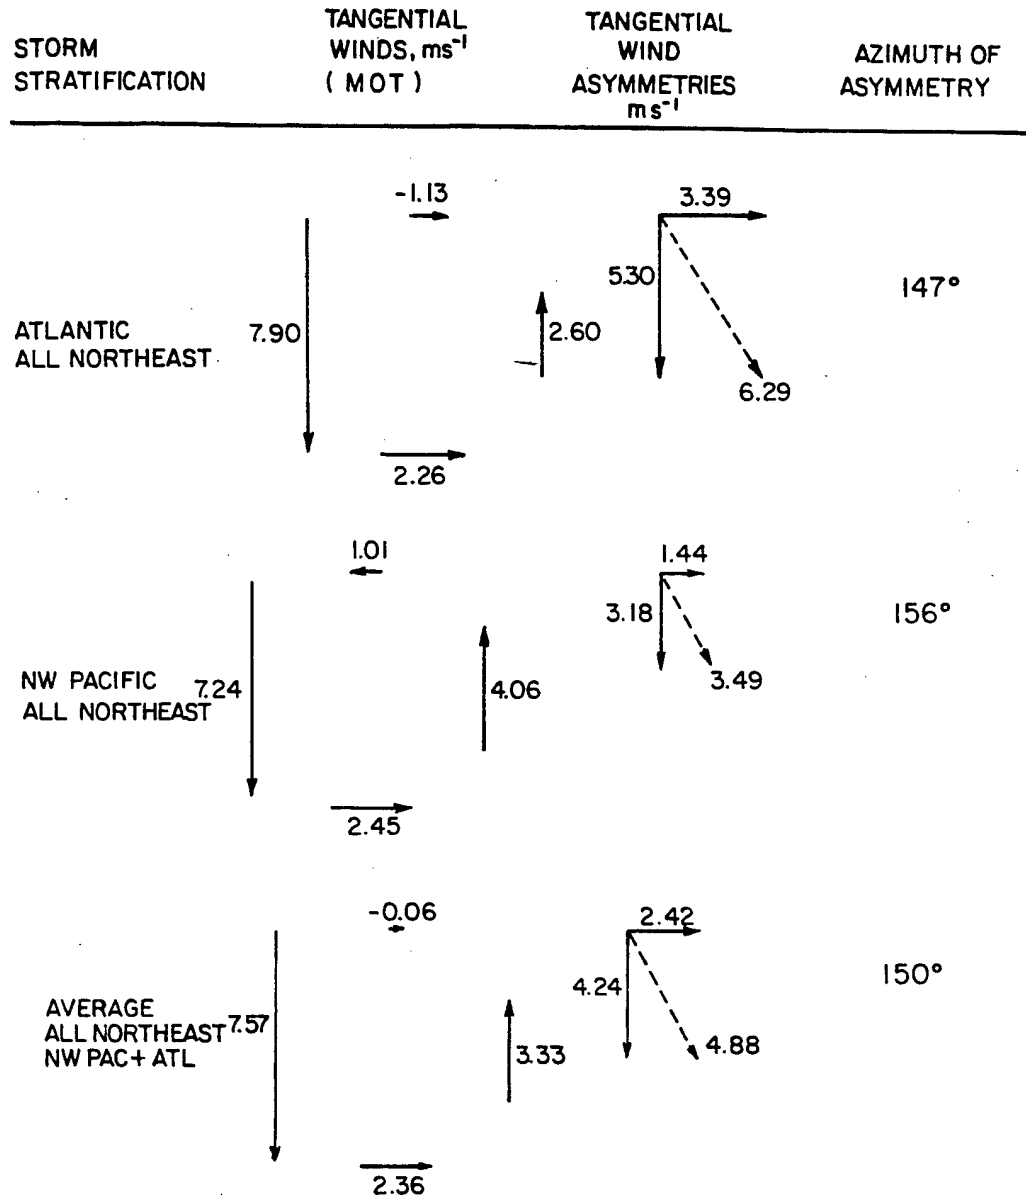 STORM
STRATIFICATION
TANGENTIAL
WINDS, ms⁻¹
( MOT )
TANGENTIAL
WIND
ASYMMETRIES
ms⁻¹
AZIMUTH OF
ASYMMETRY
ATLANTIC
ALL NORTHEAST
-1.13
7.90
2.60
2.26
3.39
5.30
6.29
147°
NW PACIFIC
ALL NORTHEAST
1.01
7.24
4.06
2.45
1.44
3.18
3.49
156°
AVERAGE
ALL NORTHEAST
NW PAC+ ATL
-0.06
7.57
3.33
2.36
2.42
4.24
4.88
150°